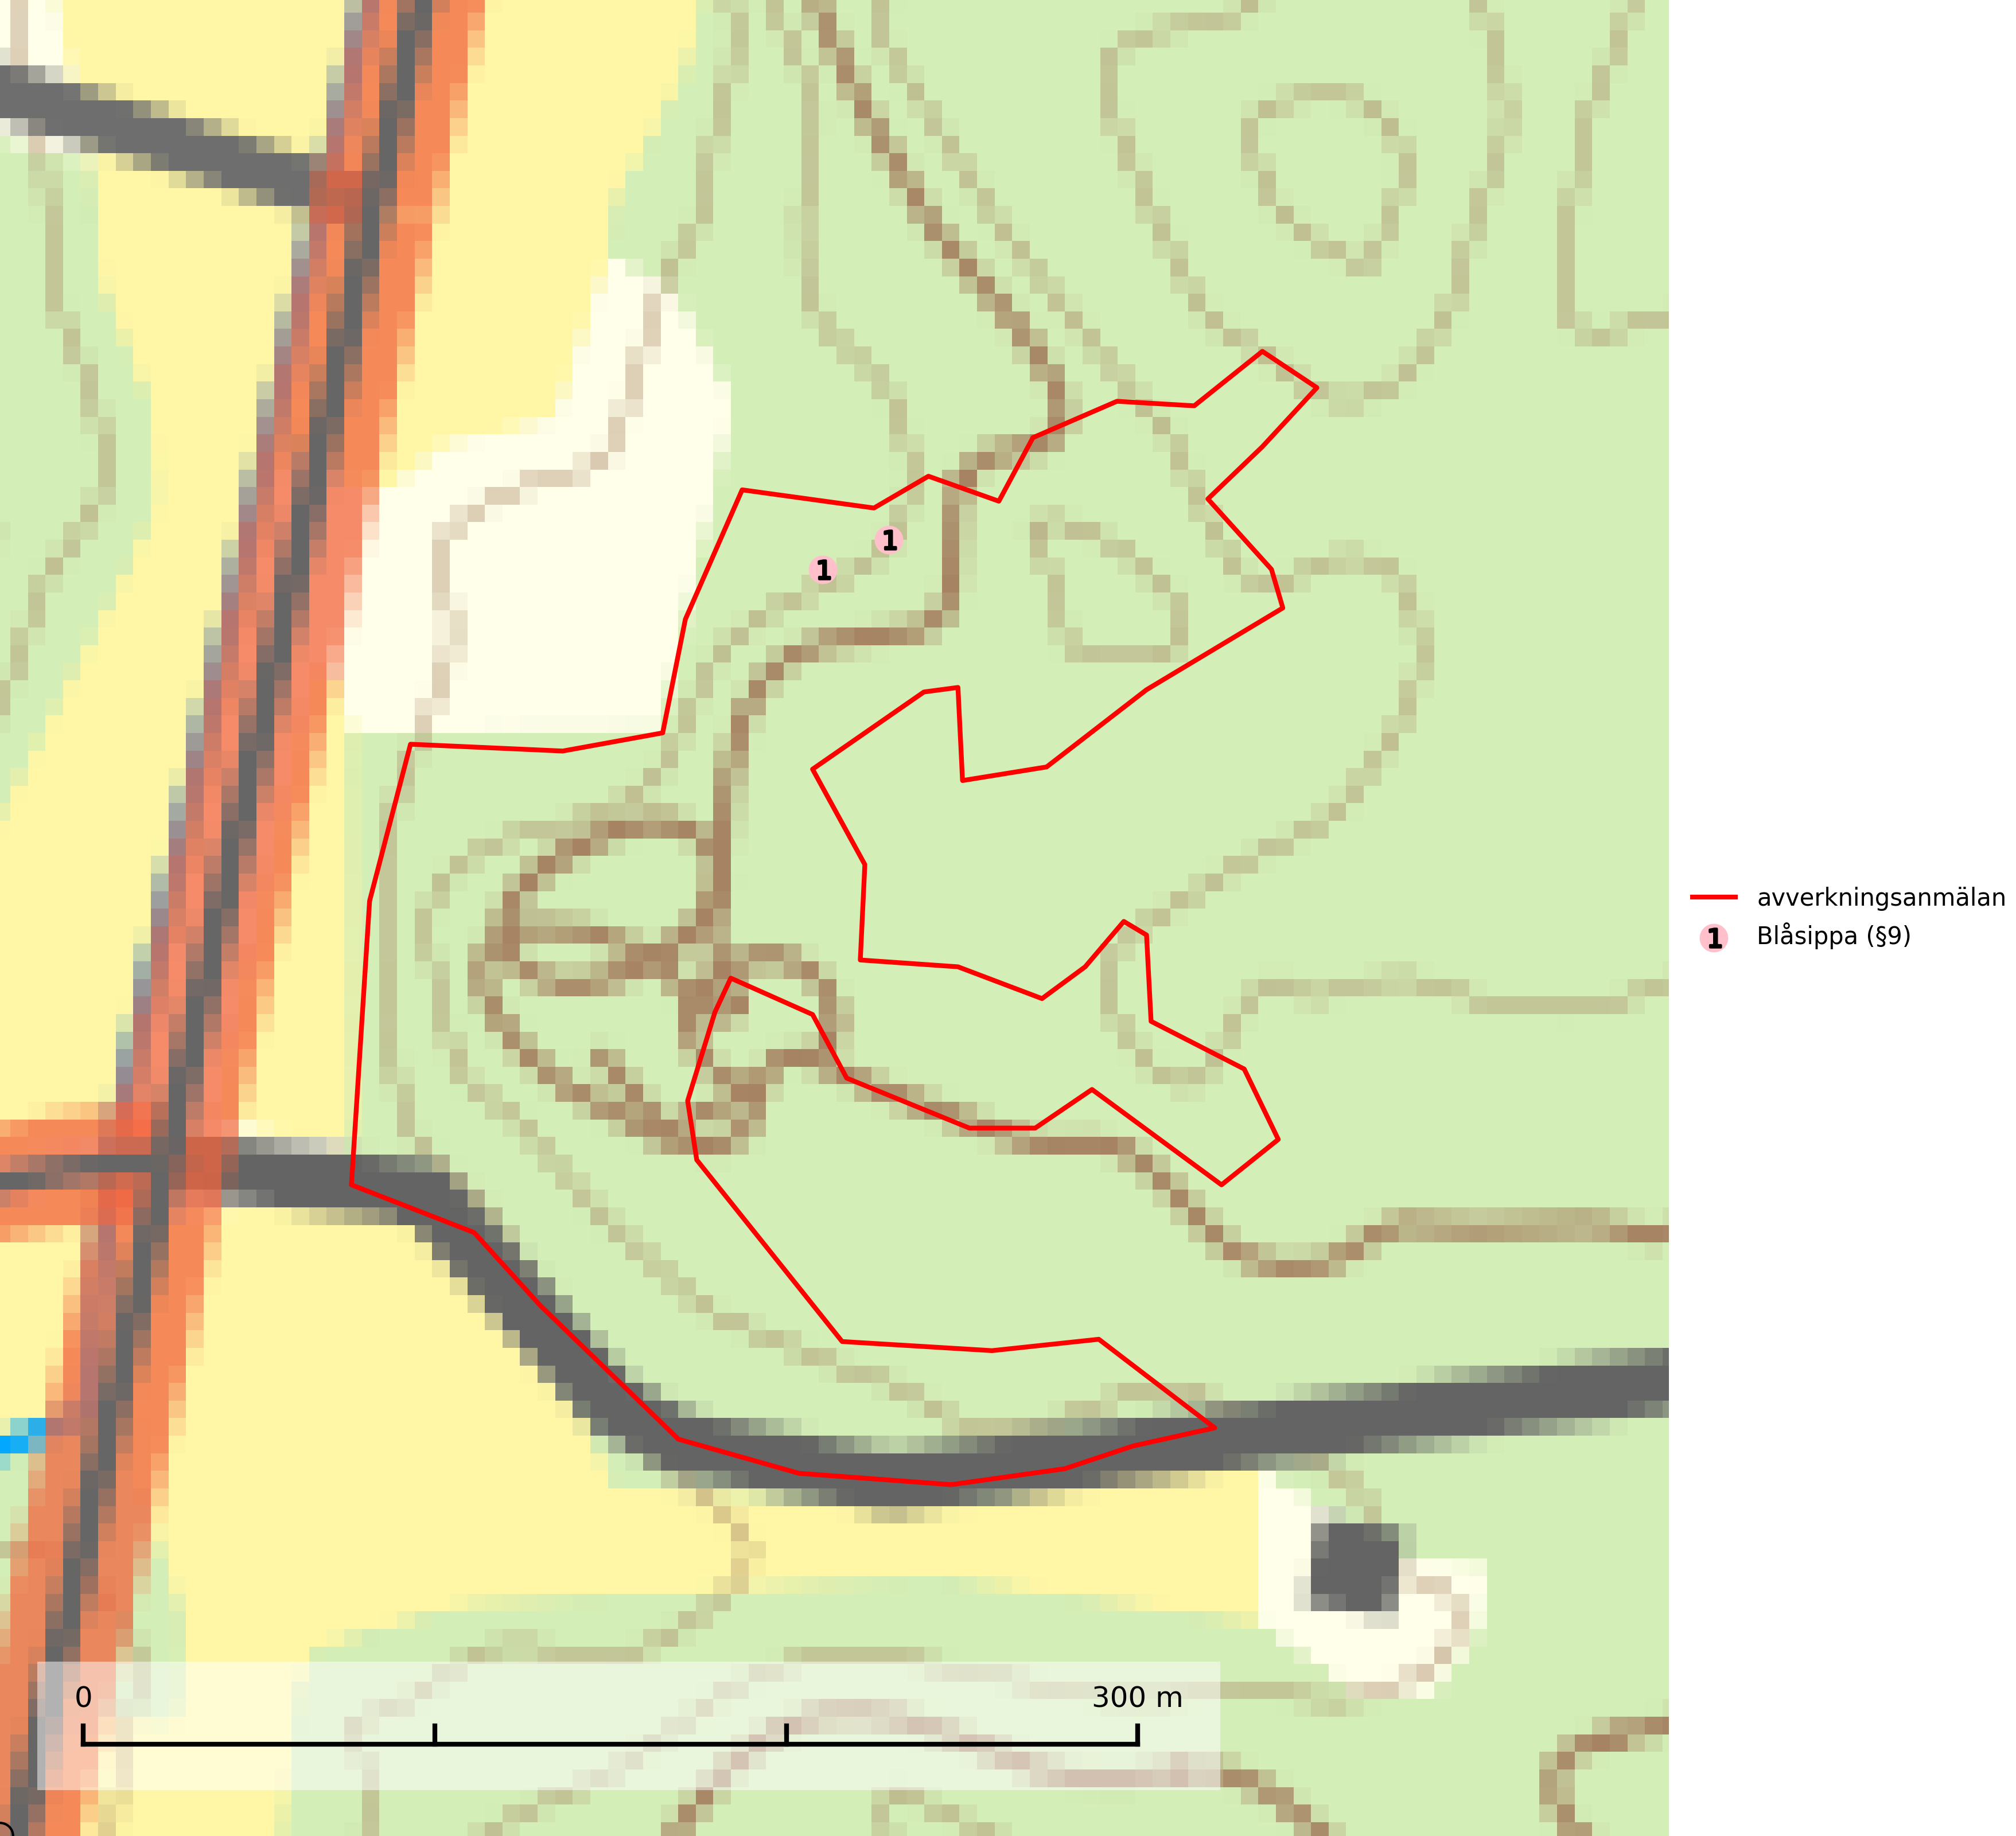 1
1
avverkningsanmälan
1 Blåsippa (§9)
0 300 m